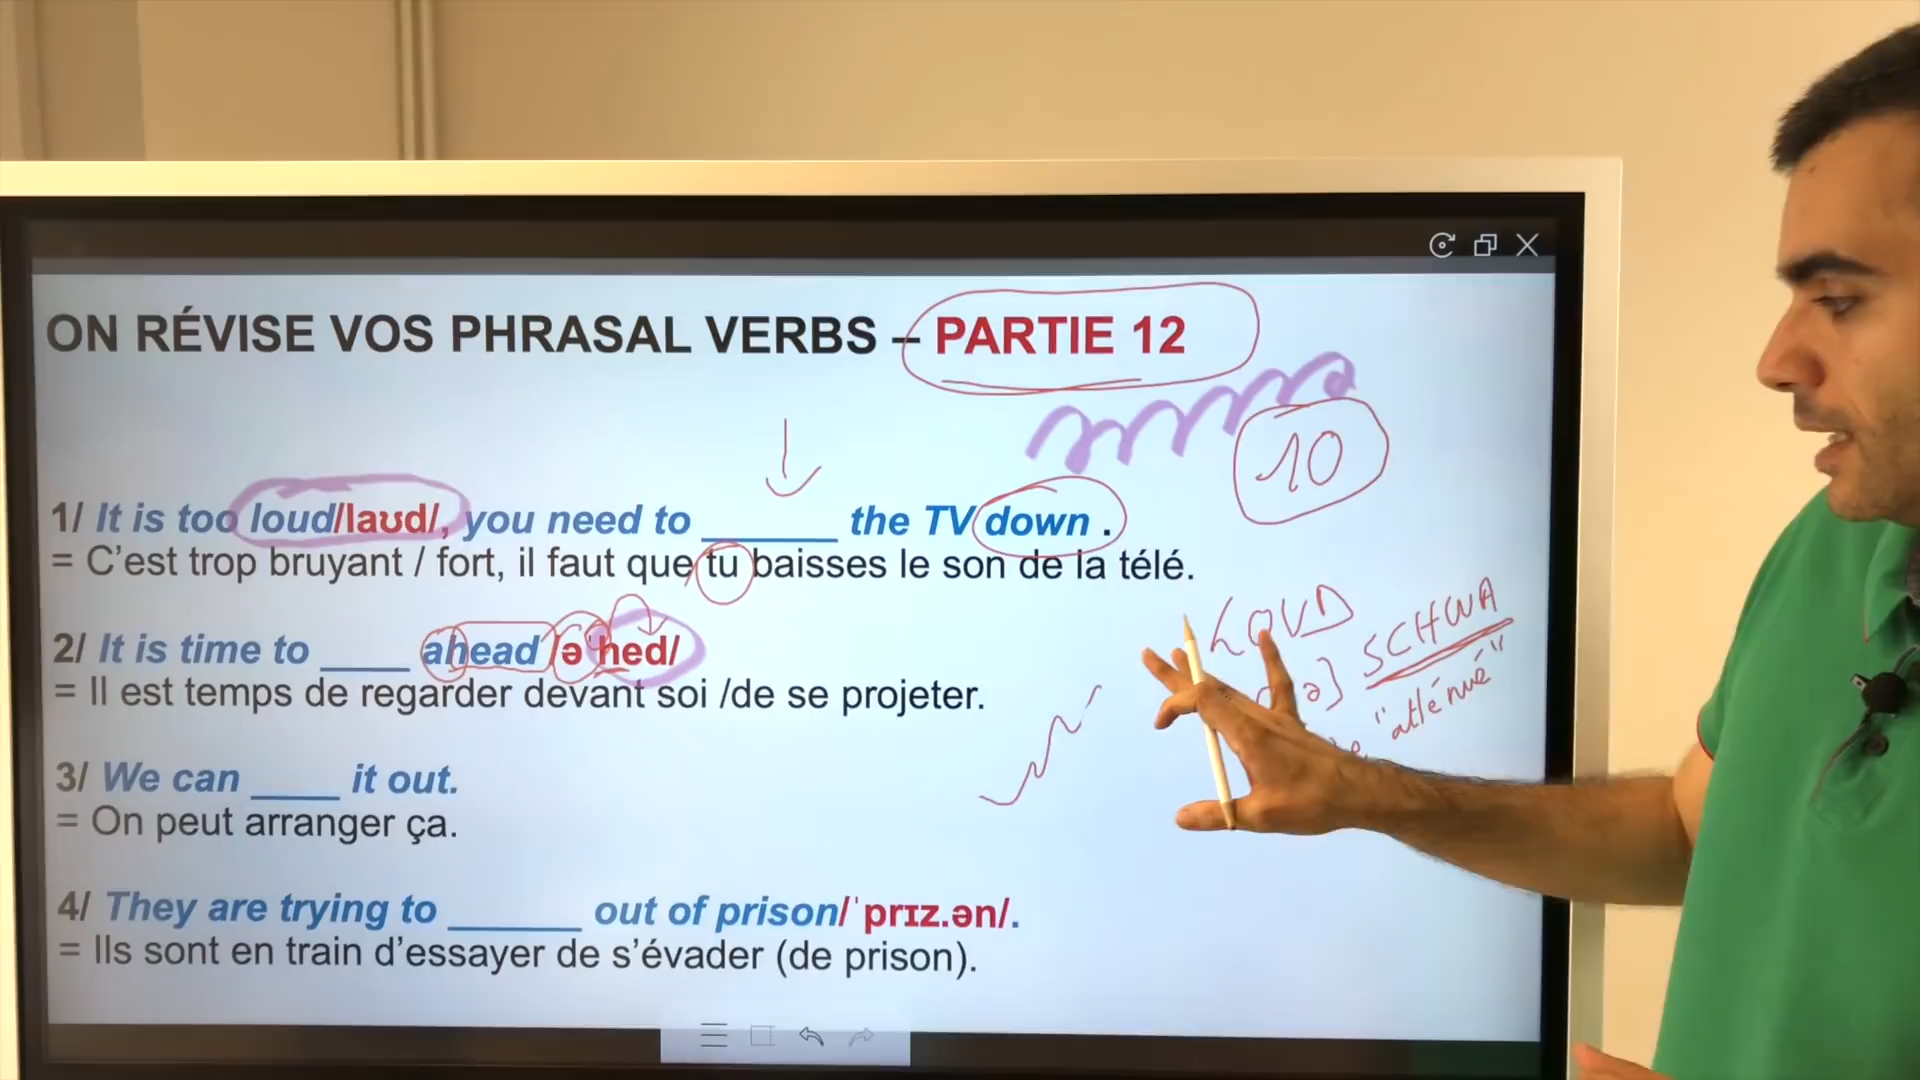 ON RÉVISE VOS PHRASAL VERBS – PARTIE 12
10
1/ It is too loud/laʊd/, you need to ______ the TV down .
= C’est trop bruyant / fort, il faut que tu baisses le son de la télé.
LOUD
SCHWA
2/ It is time to ____ ahead /əˈhed/
ə]
"atténué"
= Il est temps de regarder devant soi /de se projeter.
3/ We can ____ it out.
= On peut arranger ça.
4/ They are trying to ______ out of prison/ˈprɪz.ən/.
= Ils sont en train d’essayer de s’évader (de prison).